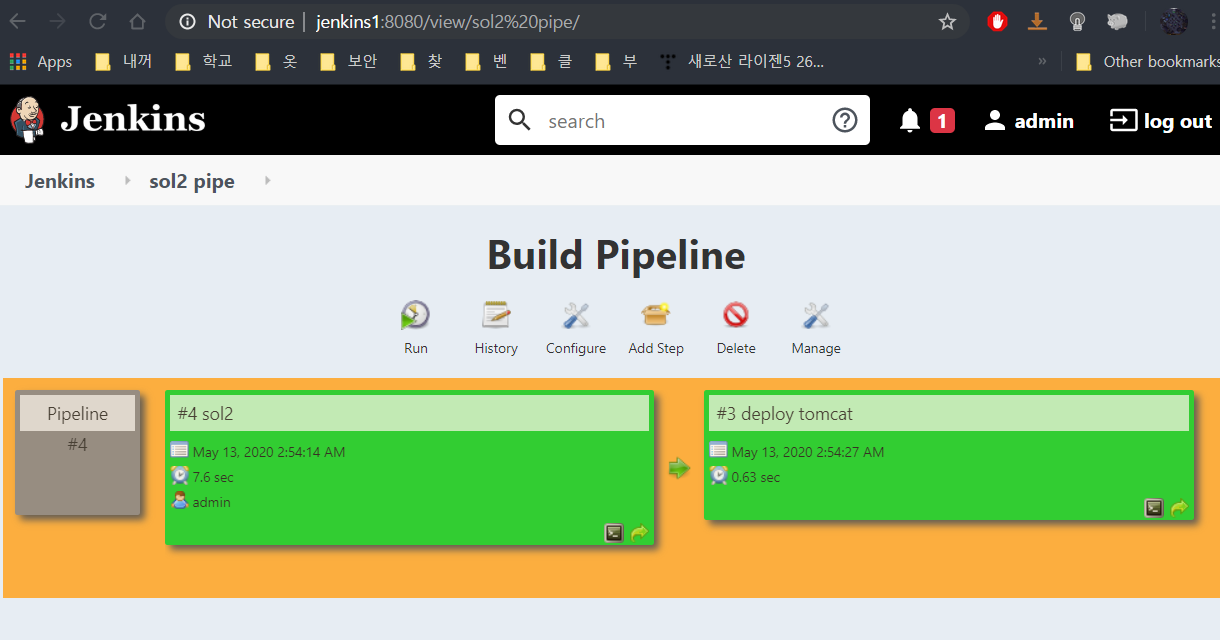 Not secure | jenkins1:8080/view/sol2%20pipe/
Apps 내꺼 학교 옷 보안 찾 벤 클 부 새로산 라이젠5 26... » Other bookmarks
Jenkins search 1 admin log out
Jenkins sol2 pipe
Build Pipeline
Run History Configure Add Step Delete Manage
Pipeline #4 sol2 #3 deploy tomcat
#4 May 13, 2020 2:54:14 AM May 13, 2020 2:54:27 AM
7.6 sec 0.63 sec
admin